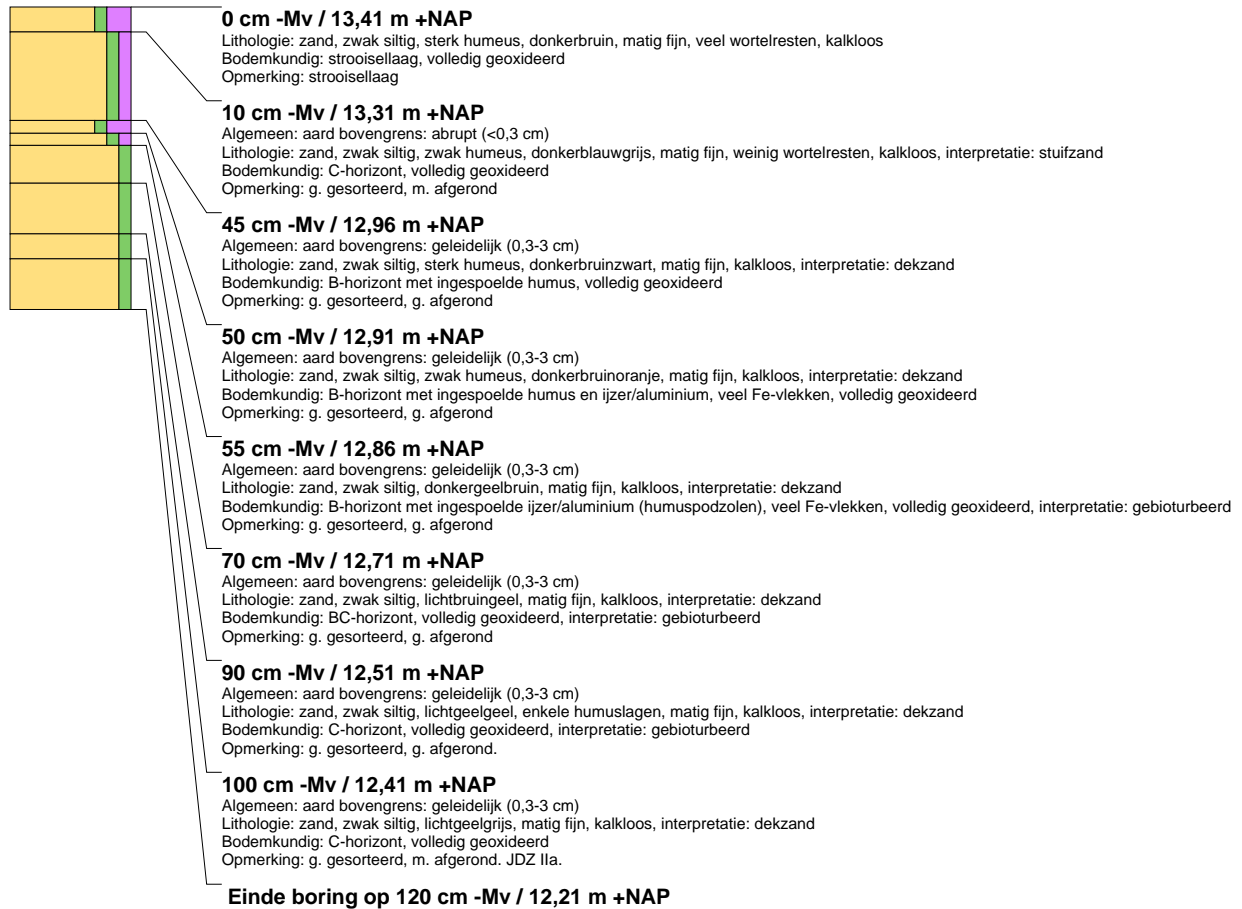 0 cm -Mv / 13,41 m +NAP
Lithologie: zand, zwak siltig, sterk humeus, donkerbruin, matig fijn, veel wortelresten, kalkloos
Bodemkundig: strooisellaag, volledig geoxideerd
Opmerking: strooisellaag
10 cm -Mv / 13,31 m +NAP
Algemeen: aard bovengrens: abrupt (<0,3 cm)
Lithologie: zand, zwak siltig, zwak humeus, donkerblauwgrijs, matig fijn, weinig wortelresten, kalkloos, interpretatie: stuifzand
Bodemkundig: C-horizont, volledig geoxideerd
Opmerking: g. gesorteerd, m. afgerond
45 cm -Mv / 12,96 m +NAP
Algemeen: aard bovengrens: geleidelijk (0,3-3 cm)
Lithologie: zand, zwak siltig, sterk humeus, donkerbruinzwart, matig fijn, kalkloos, interpretatie: dekzand
Bodemkundig: B-horizont met ingespoelde humus, volledig geoxideerd
Opmerking: g. gesorteerd, g. afgerond
50 cm -Mv / 12,91 m +NAP
Algemeen: aard bovengrens: geleidelijk (0,3-3 cm)
Lithologie: zand, zwak siltig, zwak humeus, donkerbruinoranje, matig fijn, kalkloos, interpretatie: dekzand
Bodemkundig: B-horizont met ingespoelde humus en ijzer/aluminium, veel Fe-vlekken, volledig geoxideerd
Opmerking: g. gesorteerd, g. afgerond
55 cm -Mv / 12,86 m +NAP
Algemeen: aard bovengrens: geleidelijk (0,3-3 cm)
Lithologie: zand, zwak siltig, donkergeelbruin, matig fijn, kalkloos, interpretatie: dekzand
Bodemkundig: B-horizont met ingespoelde ijzer/aluminium (humuspodzolen), veel Fe-vlekken, volledig geoxideerd, interpretatie: gebioturbeerd
Opmerking: g. gesorteerd, g. afgerond
70 cm -Mv / 12,71 m +NAP
Algemeen: aard bovengrens: geleidelijk (0,3-3 cm)
Lithologie: zand, zwak siltig, lichtbruingeel, matig fijn, kalkloos, interpretatie: dekzand
Bodemkundig: BC-horizont, volledig geoxideerd, interpretatie: gebioturbeerd
Opmerking: g. gesorteerd, g. afgerond
90 cm -Mv / 12,51 m +NAP
Algemeen: aard bovengrens: geleidelijk (0,3-3 cm)
Lithologie: zand, zwak siltig, lichtgeelgeel, enkele humuslagen, matig fijn, kalkloos, interpretatie: dekzand
Bodemkundig: C-horizont, volledig geoxideerd, interpretatie: gebioturbeerd
Opmerking: g. gesorteerd, g. afgerond.
100 cm -Mv / 12,41 m +NAP
Algemeen: aard bovengrens: geleidelijk (0,3-3 cm)
Lithologie: zand, zwak siltig, lichtgeelgrijs, matig fijn, kalkloos, interpretatie: dekzand
Bodemkundig: C-horizont, volledig geoxideerd
Opmerking: g. gesorteerd, m. afgerond. JDZ IIa.
Einde boring op 120 cm -Mv / 12,21 m +NAP